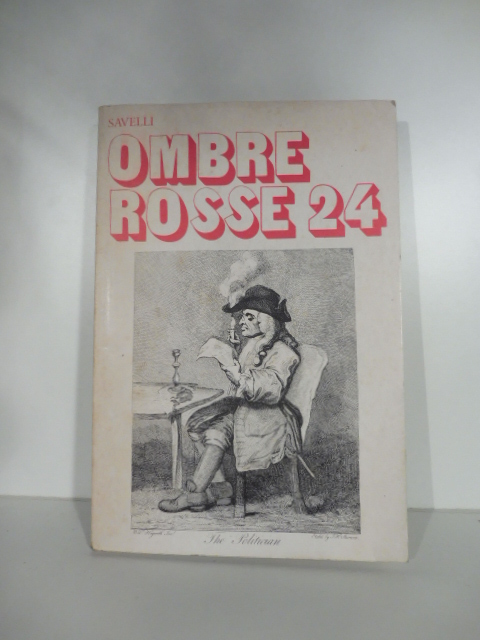 SAVELLI
OMBRE
ROSSE 24
The Politician